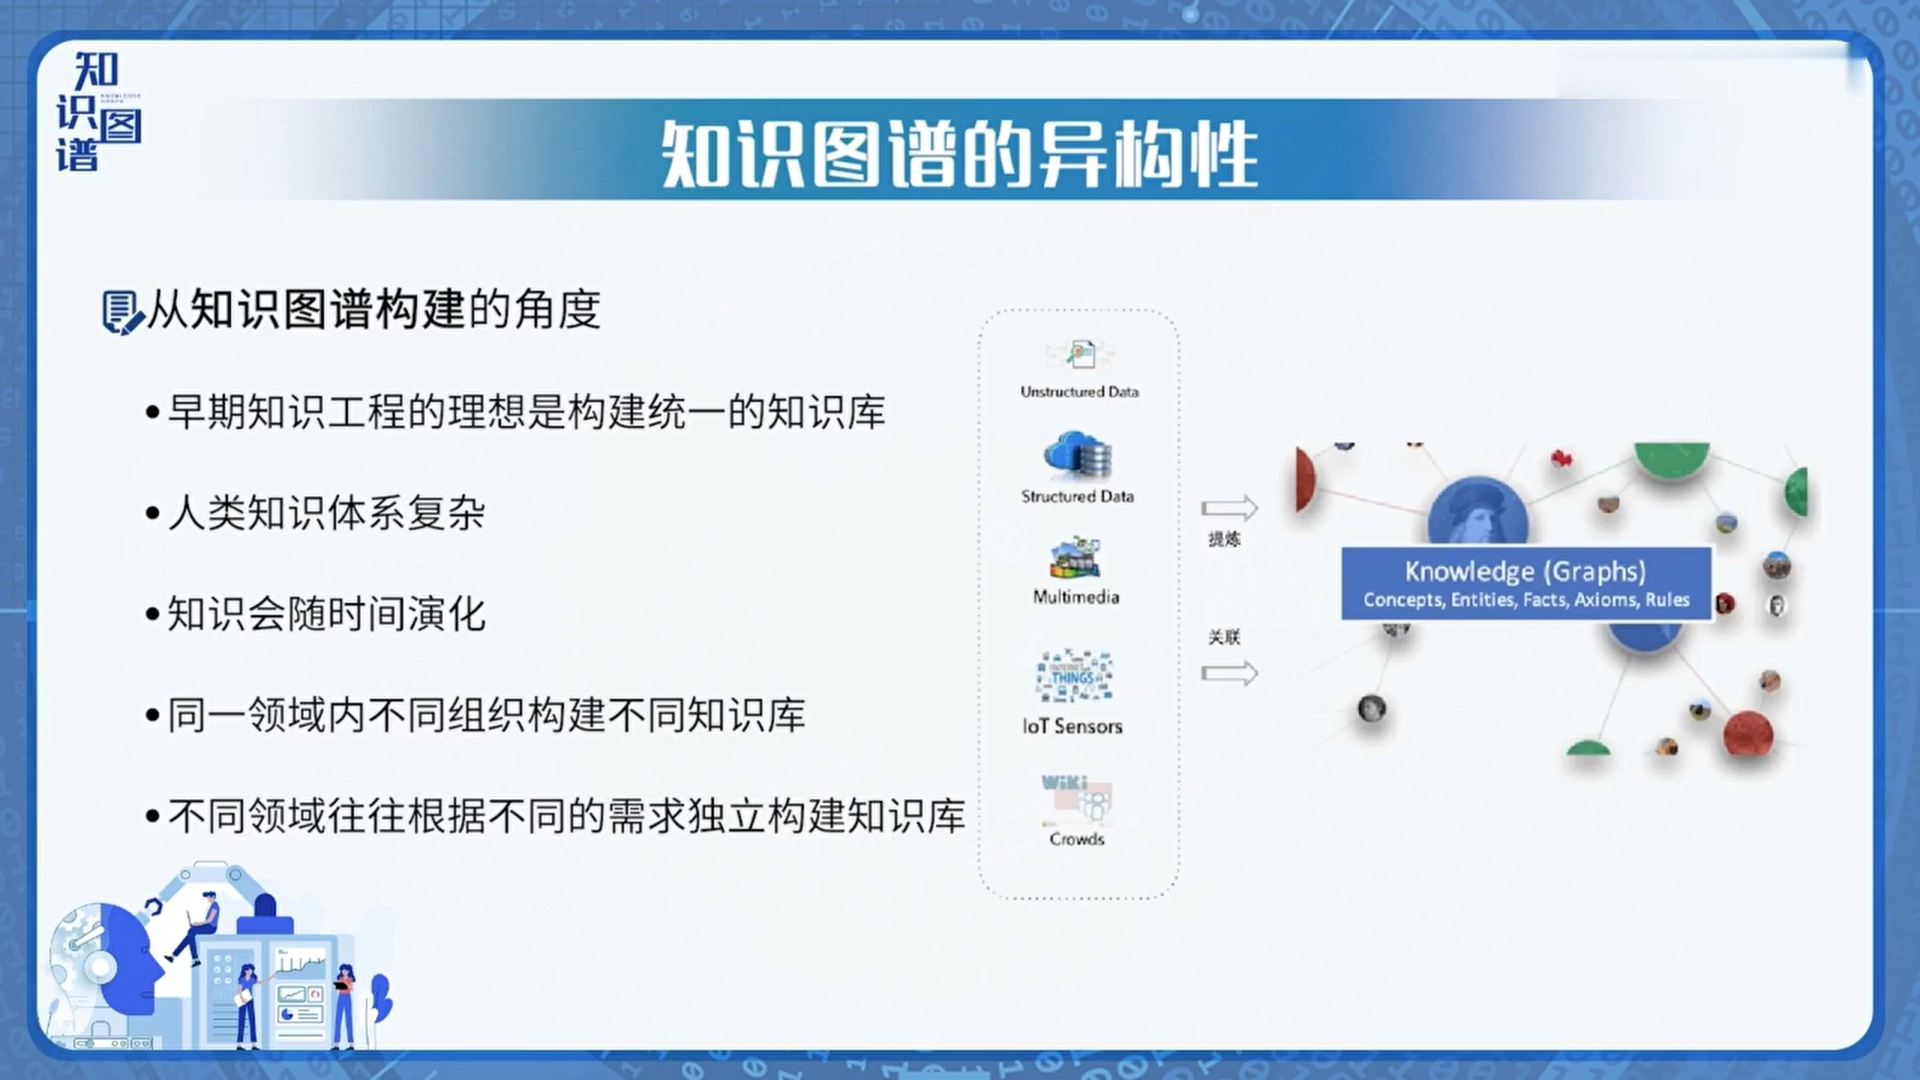 知识图谱
KNOWLEDGE GRAPH
知识图谱的异构性
从知识图谱构建的角度
•早期知识工程的理想是构建统一的知识库
•人类知识体系复杂
•知识会随时间演化
•同一领域内不同组织构建不同知识库
•不同领域往往根据不同的需求独立构建知识库
Unstructured Data
Structured Data
Multimedia
INTERNET
THINGS
IoT Sensors
WiKi
Crowds
提炼
关联
Knowledge (Graphs)
Concepts, Entities, Facts, Axioms, Rules